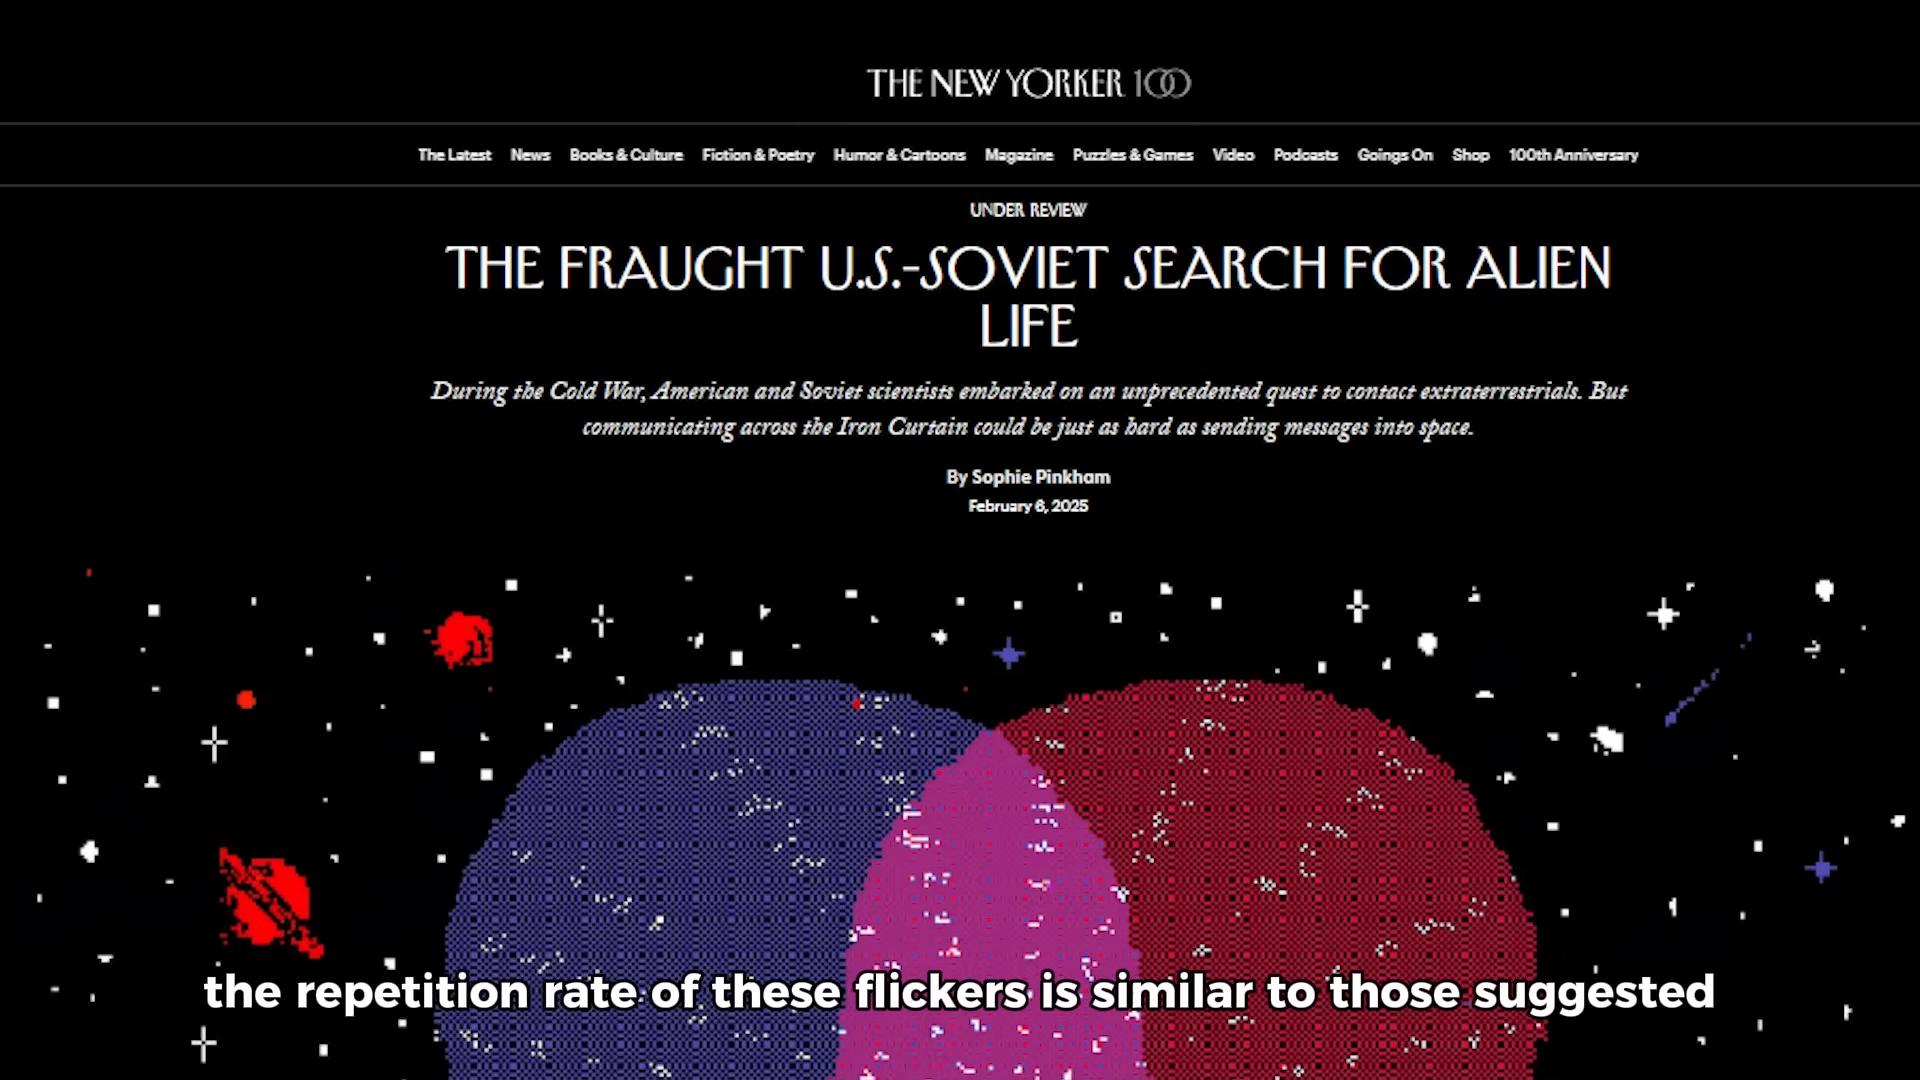 THE NEW YORKER 100
The Latest News Books & Culture Fiction & Poetry Humor & Cartoons Magazine Puzzles & Games Video Podcasts Goings On Shop 100th Anniversary
UNDER REVIEW
THE FRAUGHT U.S.-SOVIET SEARCH FOR ALIEN
LIFE
During the Cold War, American and Soviet scientists embarked on an unprecedented quest to contact extraterrestrials. But
communicating across the Iron Curtain could be just as hard as sending messages into space.
By Sophie Pinkham
February 6, 2025
the repetition rate of these flickers is similar to those suggested